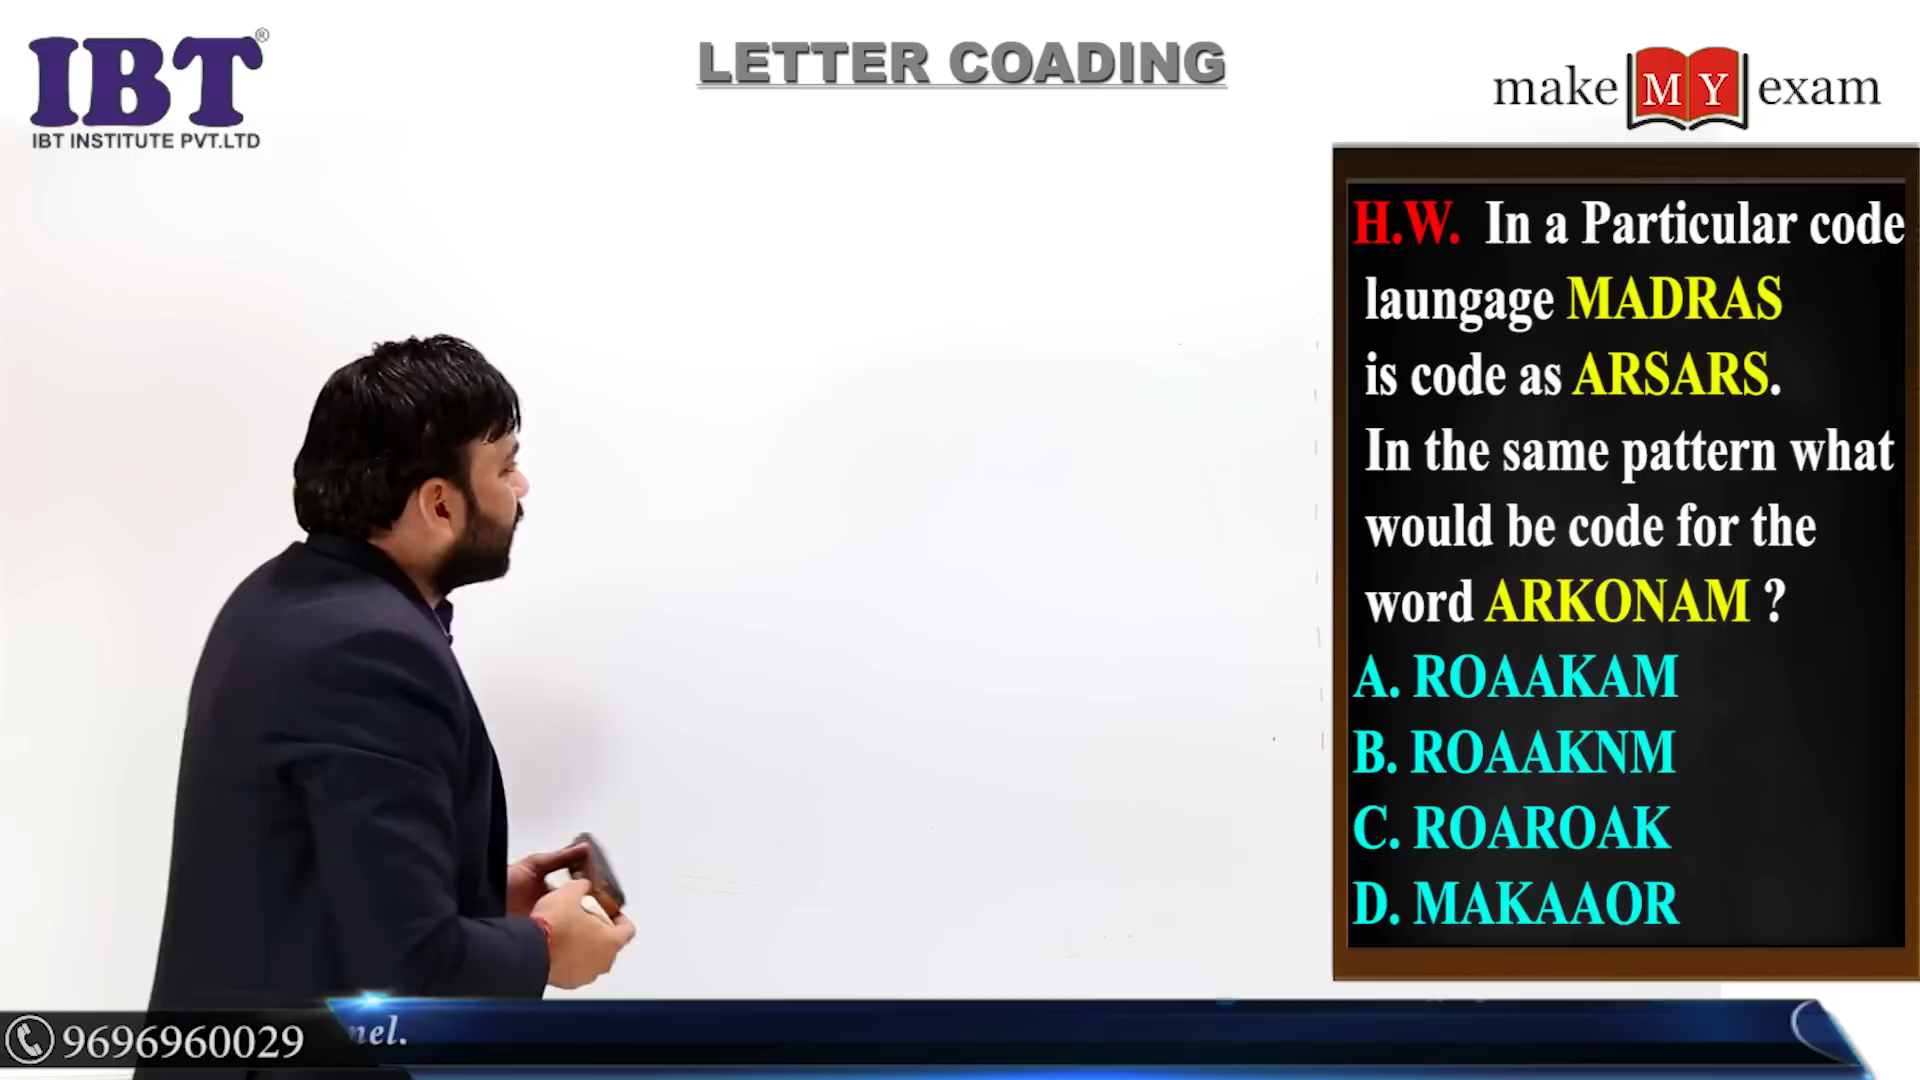 IBT®
IBT INSTITUTE PVT.LTD
LETTER COADING
make MY exam
H.W. In a Particular code
laungage MADRAS
is code as ARSARS.
In the same pattern what
would be code for the
word ARKONAM ?
A. ROAAKAM
B. ROAAKNM
C. ROAROAK
D. MAKAAOR
9696960029
nel.